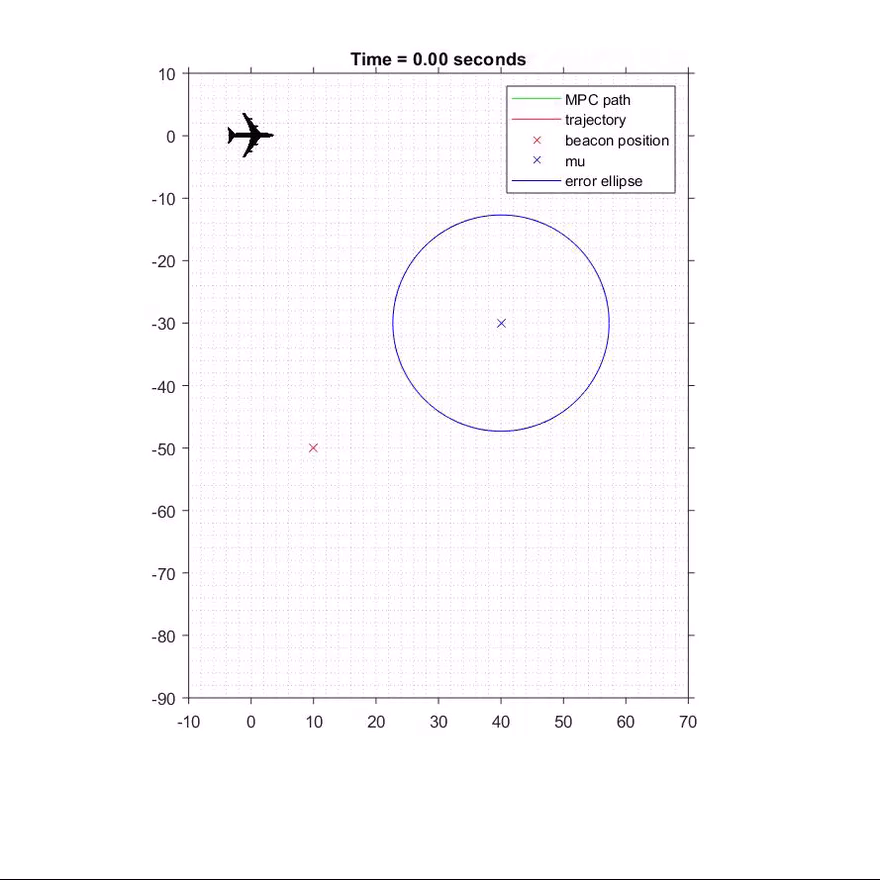 Time = 0.00 seconds
MPC path
trajectory
beacon position
mu
error ellipse
10
0
-10
-20
-30
-40
-50
-60
-70
-80
-90
-10 0 10 20 30 40 50 60 70